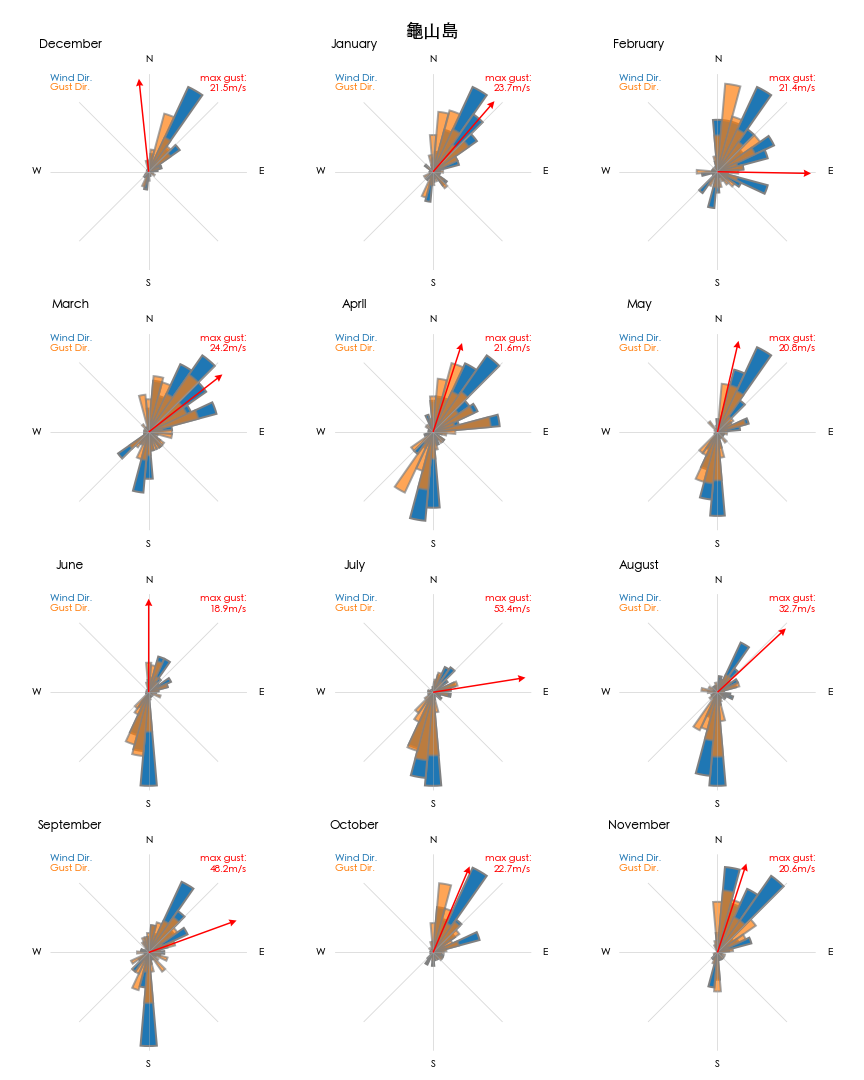 龜山島
December
N
Wind Dir.
Gust Dir.
max gust:
21.5m/s
W
E
S
January
N
Wind Dir.
Gust Dir.
max gust:
23.7m/s
W
E
S
February
N
Wind Dir.
Gust Dir.
max gust:
21.4m/s
W
E
S
March
N
Wind Dir.
Gust Dir.
max gust:
24.2m/s
W
E
S
April
N
Wind Dir.
Gust Dir.
max gust:
21.6m/s
W
E
S
May
N
Wind Dir.
Gust Dir.
max gust:
20.8m/s
W
E
S
June
N
Wind Dir.
Gust Dir.
max gust:
18.9m/s
W
E
S
July
N
Wind Dir.
Gust Dir.
max gust:
53.4m/s
W
E
S
August
N
Wind Dir.
Gust Dir.
max gust:
32.7m/s
W
E
S
September
N
Wind Dir.
Gust Dir.
max gust:
48.2m/s
W
E
S
October
N
Wind Dir.
Gust Dir.
max gust:
22.7m/s
W
E
S
November
N
Wind Dir.
Gust Dir.
max gust:
20.6m/s
W
E
S